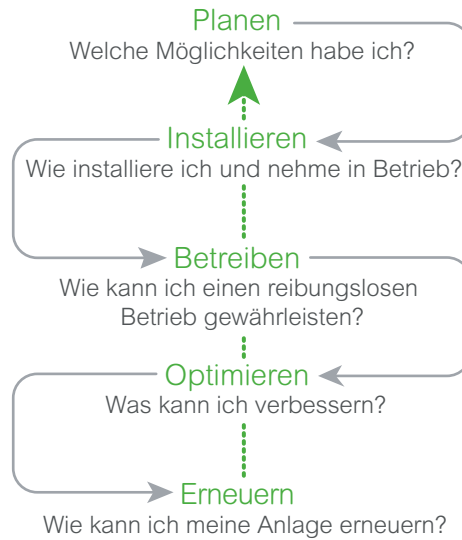 Planen
Welche Möglichkeiten habe ich?
Installieren
Wie installiere ich und nehme in Betrieb?
Betreiben
Wie kann ich einen reibungslosen
Betrieb gewährleisten?
Optimieren
Was kann ich verbessern?
Erneuern
Wie kann ich meine Anlage erneuern?